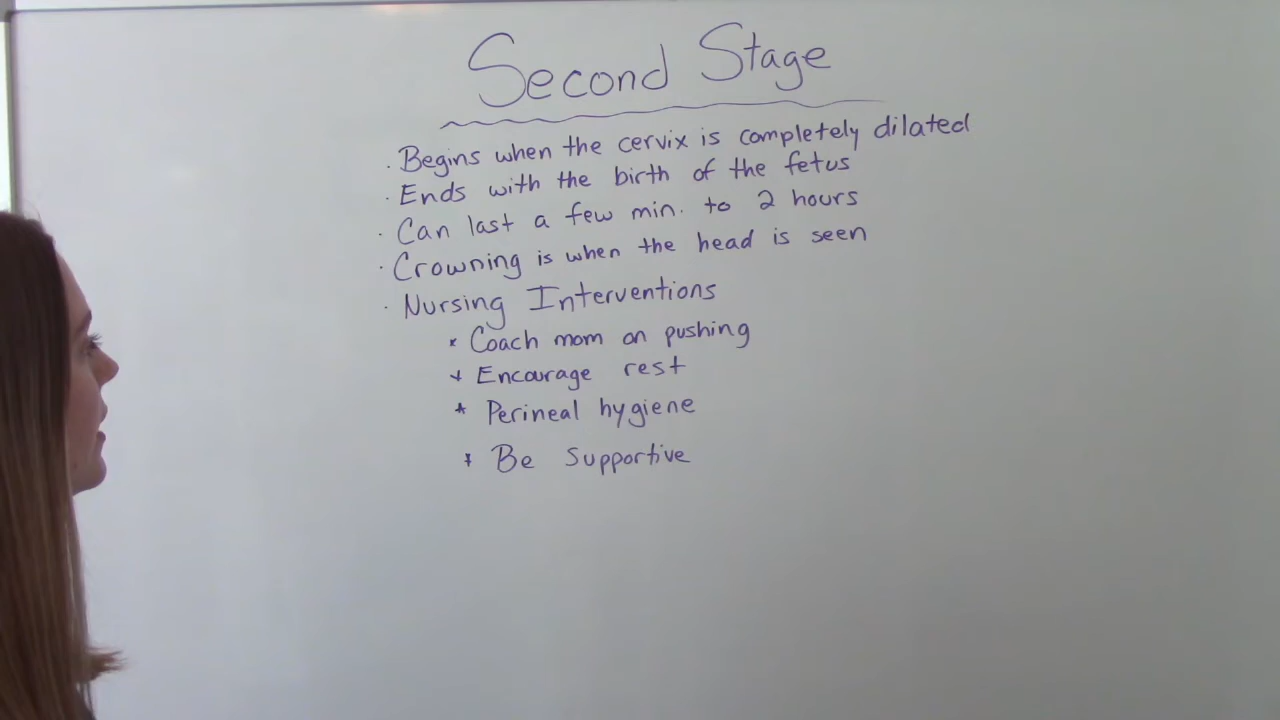 Second Stage
· Begins when the cervix is completely dilated
· Ends with the birth of the fetus
· Can last a few min. to 2 hours
· Crowning is when the head is seen
· Nursing Interventions
* Coach mom on pushing
* Encourage rest
* Perineal hygiene
* Be Supportive